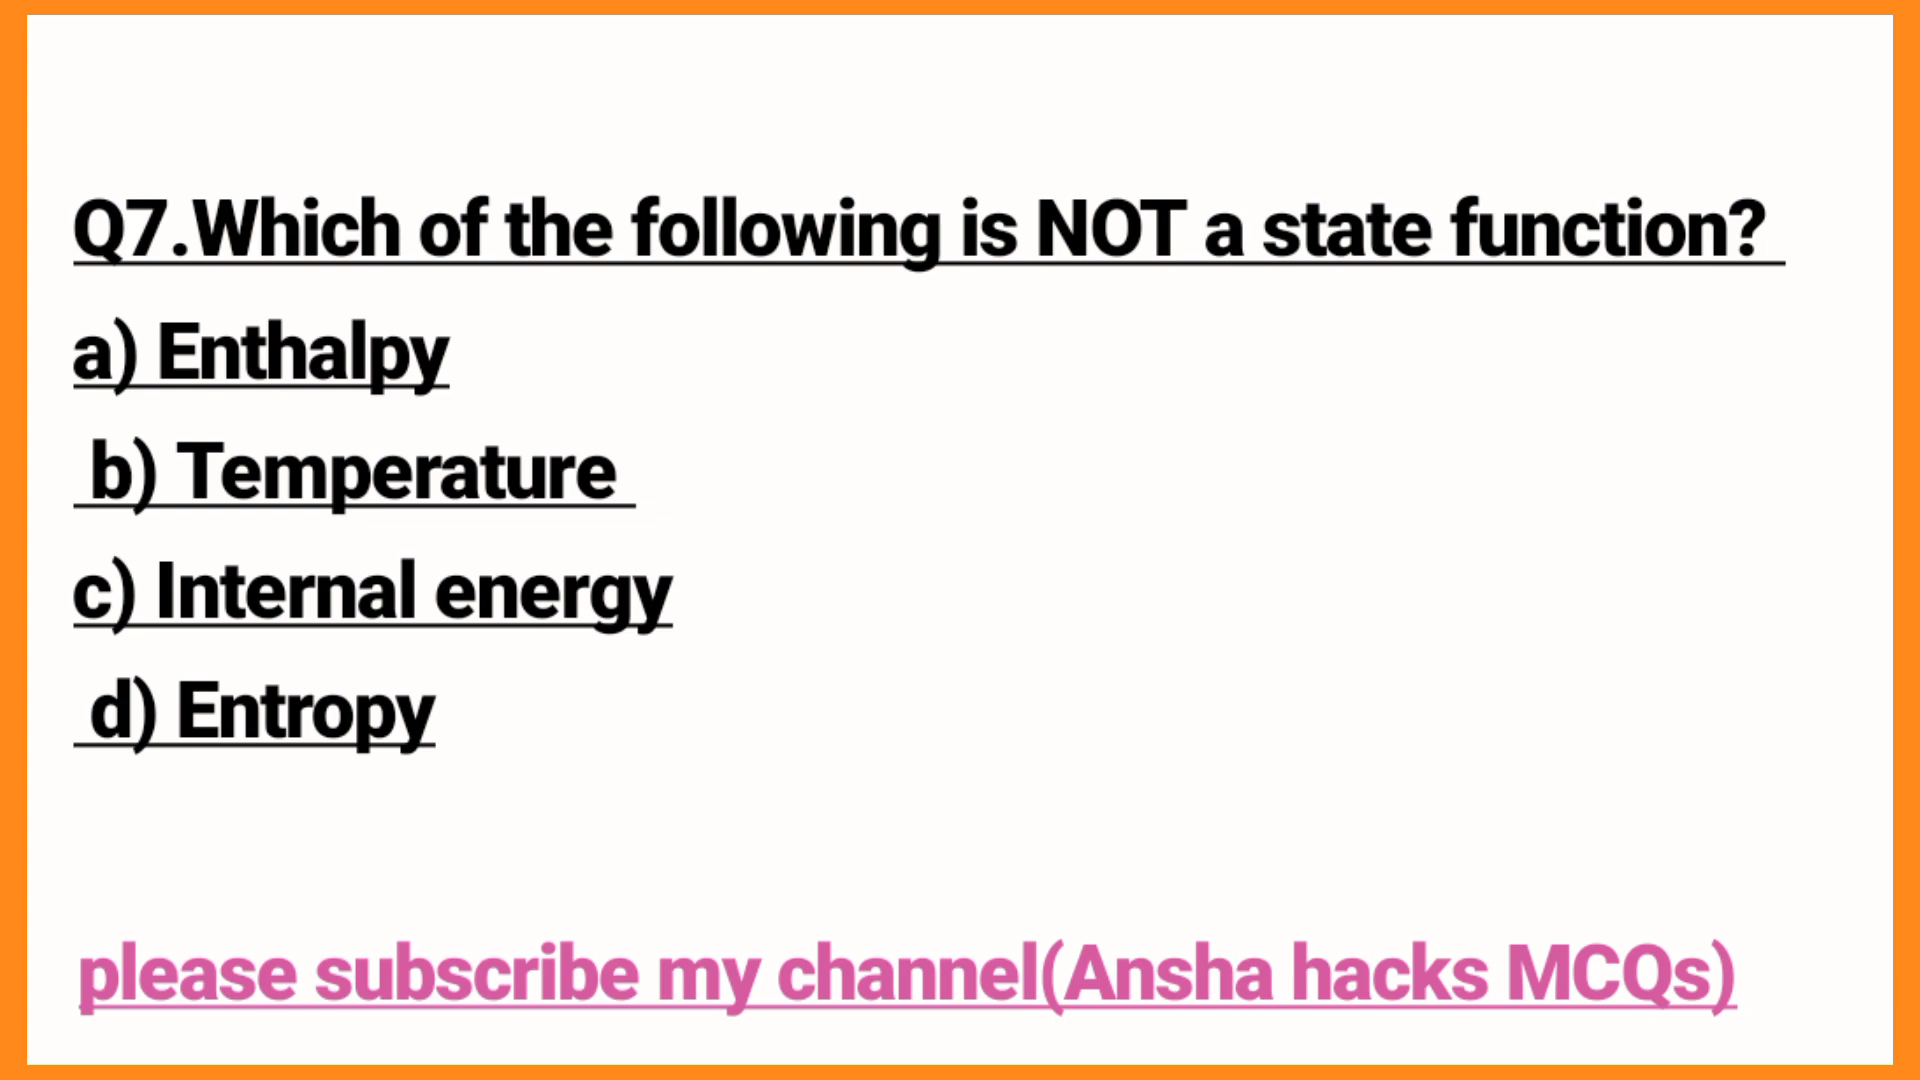 Q7.Which of the following is NOT a state function?
a) Enthalpy
b) Temperature
c) Internal energy
d) Entropy
please subscribe my channel(Ansha hacks MCQs)